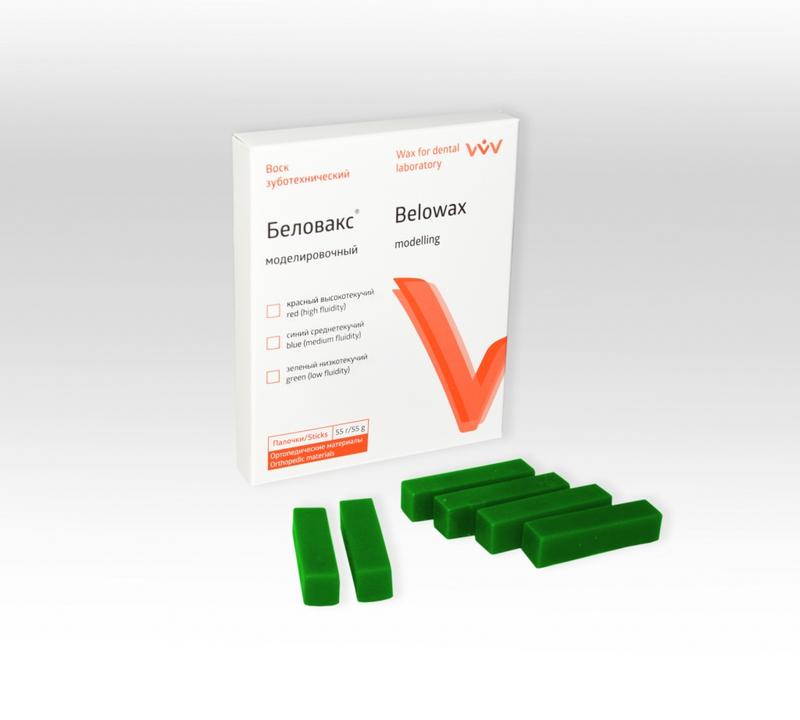 Воск
зуботехнический
Wax for dental
laboratory
VVV
Беловакс®
моделировочный
Belowax
modelling
красный высокотекучий
red (high fluidity)
синий среднетекучий
blue (medium fluidity)
зеленый низкотекучий
green (low fluidity)
Палочки/Sticks 55 г/55 g
Ортопедические материалы
Orthopedic materials